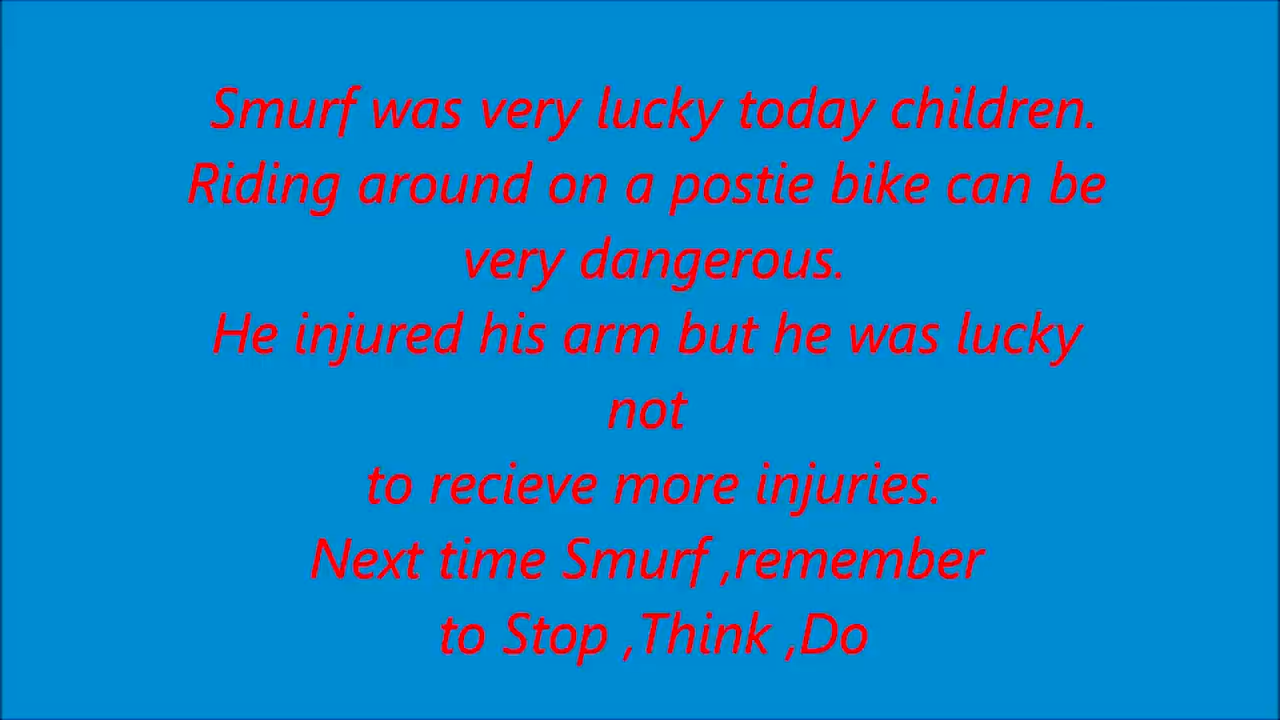 Smurf was very lucky today children.
Riding around on a postie bike can be
very dangerous.
He injured his arm but he was lucky
not
to recieve more injuries.
Next time Smurf ,remember
to Stop ,Think ,Do